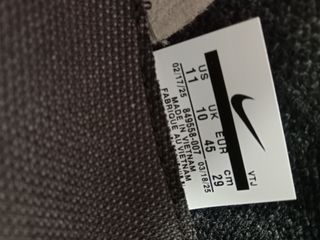 US UK EUR cm
11 10 45 29
02/17/25 03/18/25
849558-007
MADE IN VIETNAM
FABRIQUÉ AU VIETNAM
VTJ